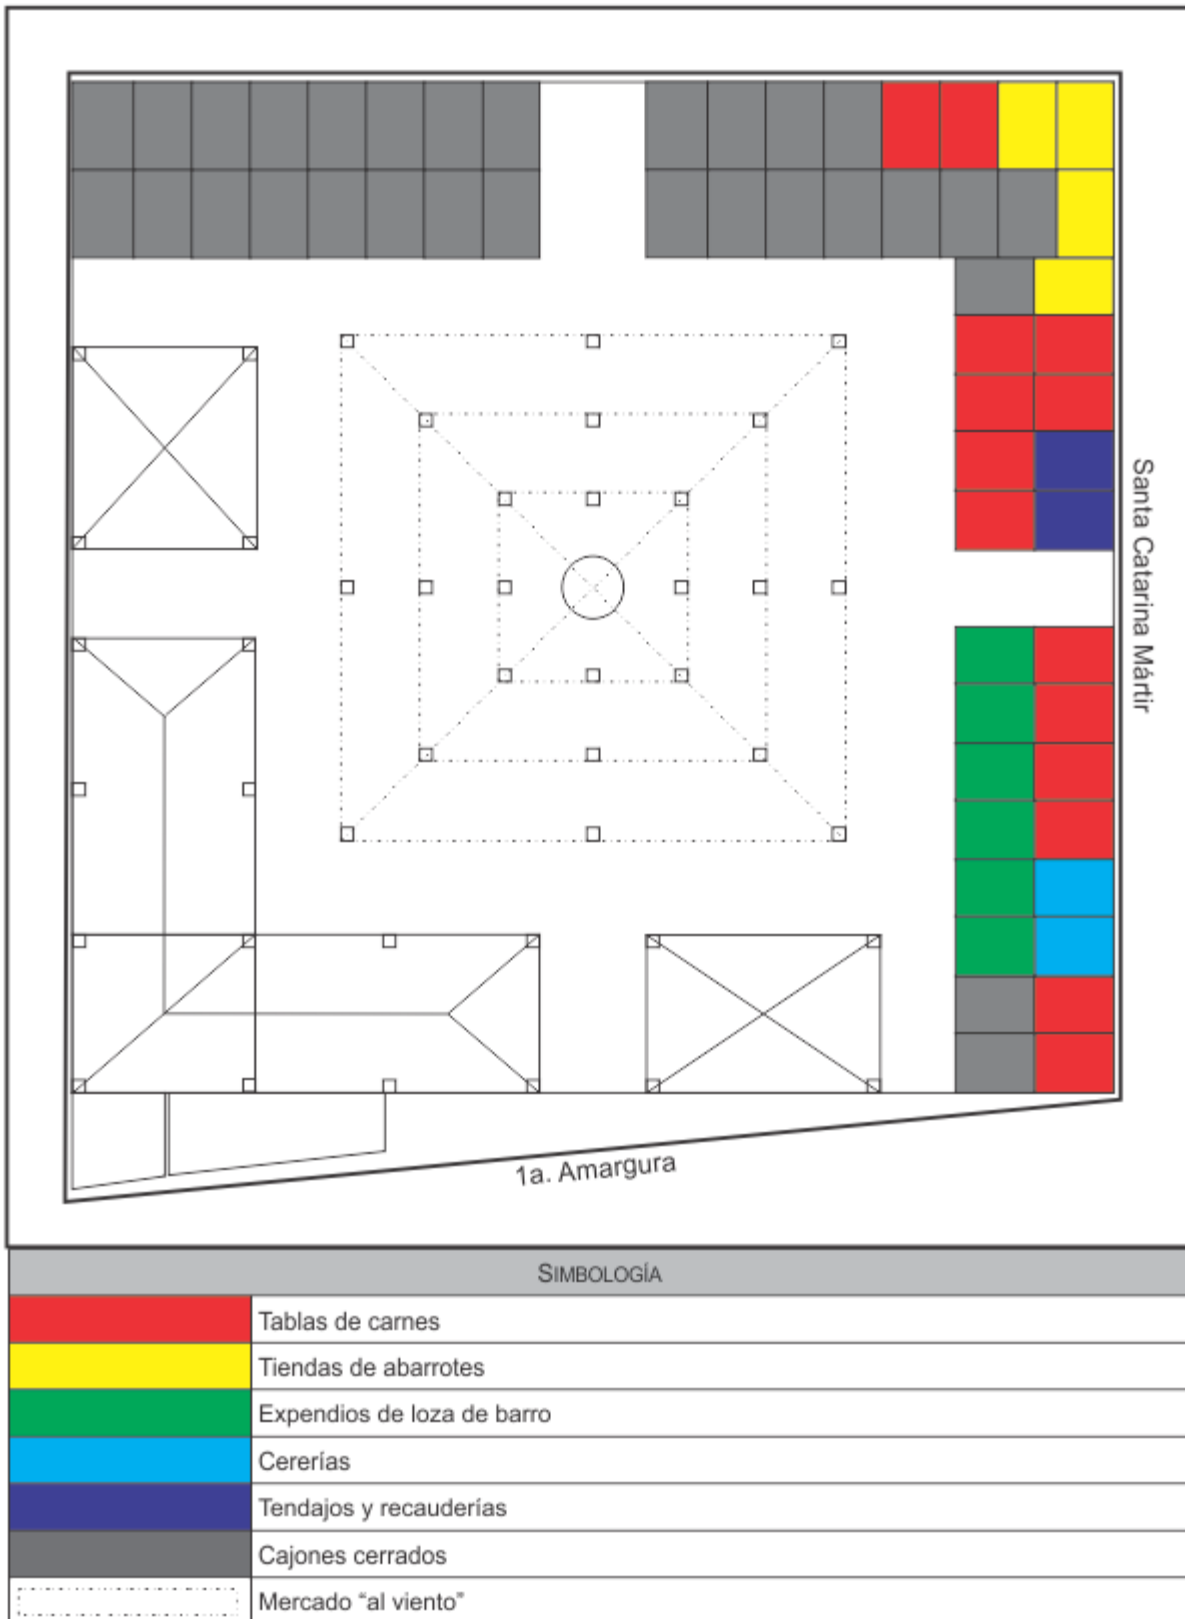 Santa Catarina Mártir
1a. Amargura
SIMBOLOGÍA
Tablas de carnes
Tiendas de abarrotes
Expendios de loza de barro
Cererías
Tendajos y recauderías
Cajones cerrados
Mercado “al viento”